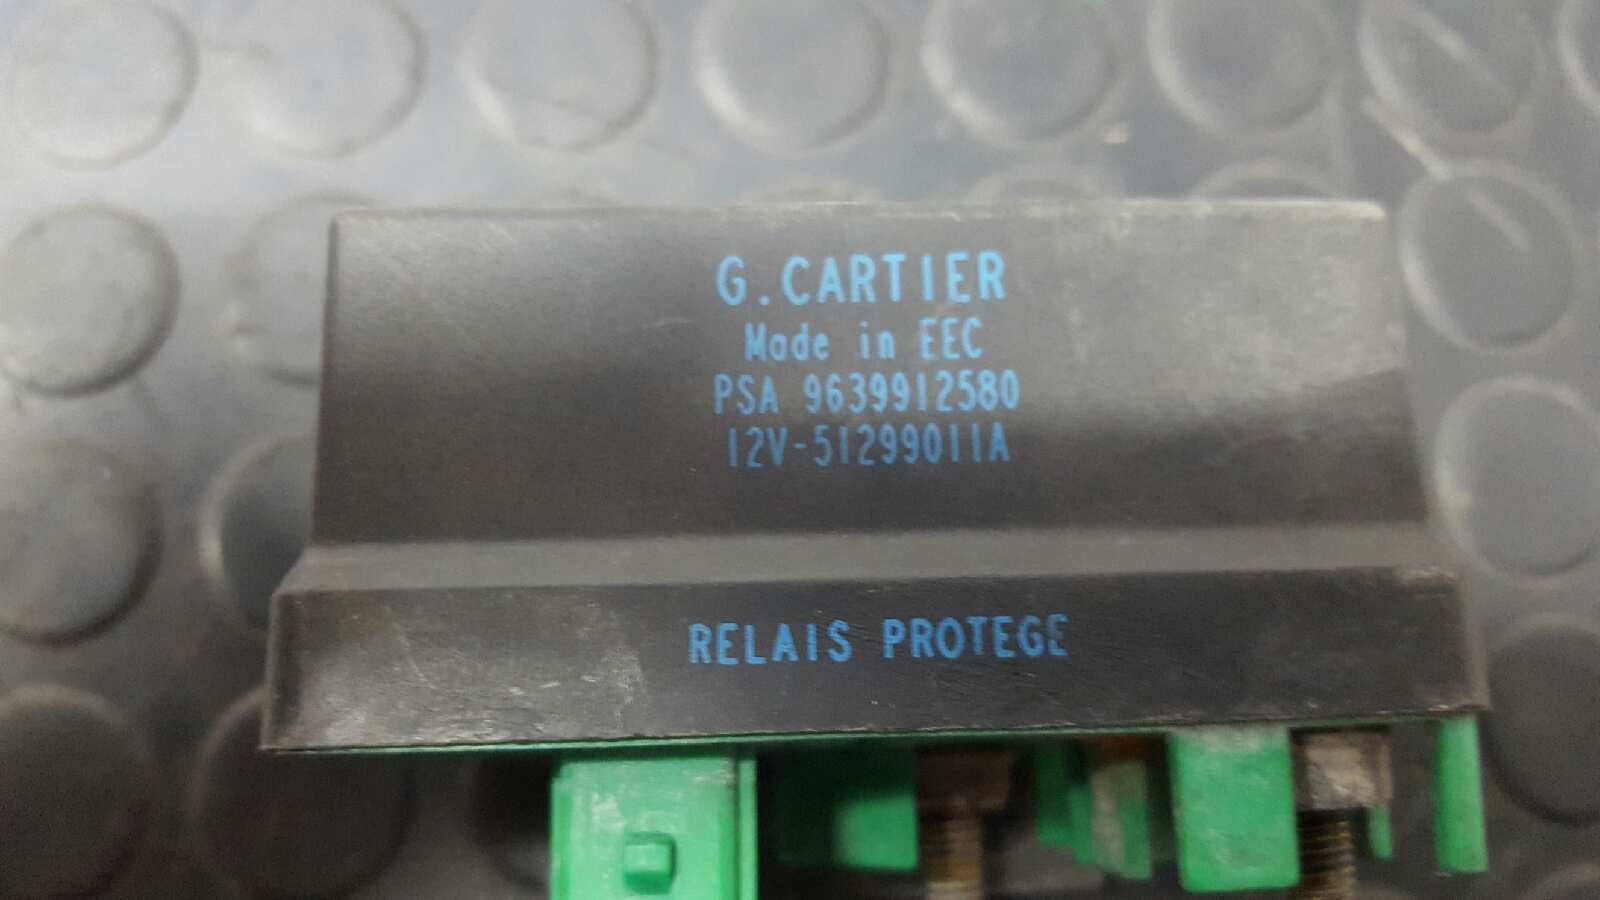 G.CARTIER
Made in EEC
PSA 9639912580
12V-51299011A
RELAIS PROTEGE